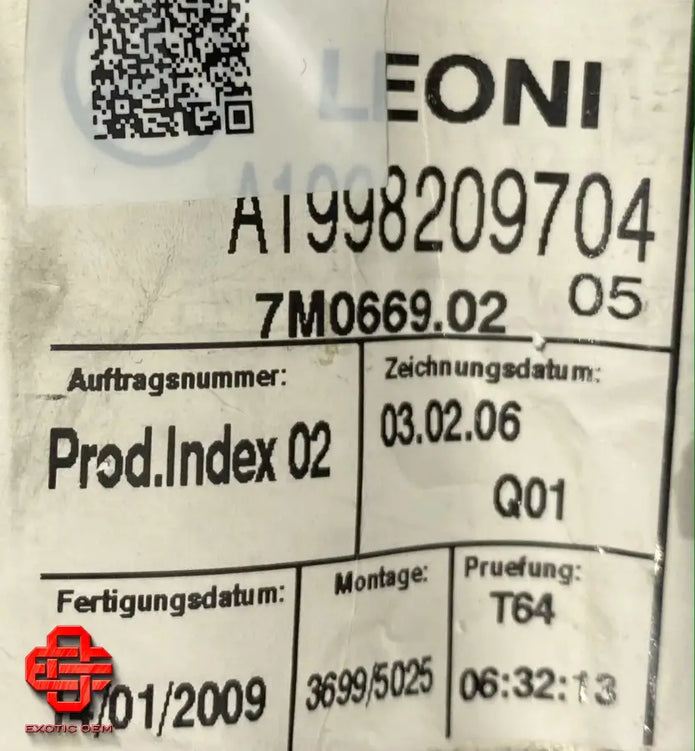 LEONI
A1998209704
7M0669.02 05
Auftragsnummer:
Prod.Index 02
Zeichnungsdatum:
03.02.06
Q01
Fertigungsdatum:
/01/2009
Montage:
3699/5025
Pruefung:
T64
06:32:13
EXOTIC OEM